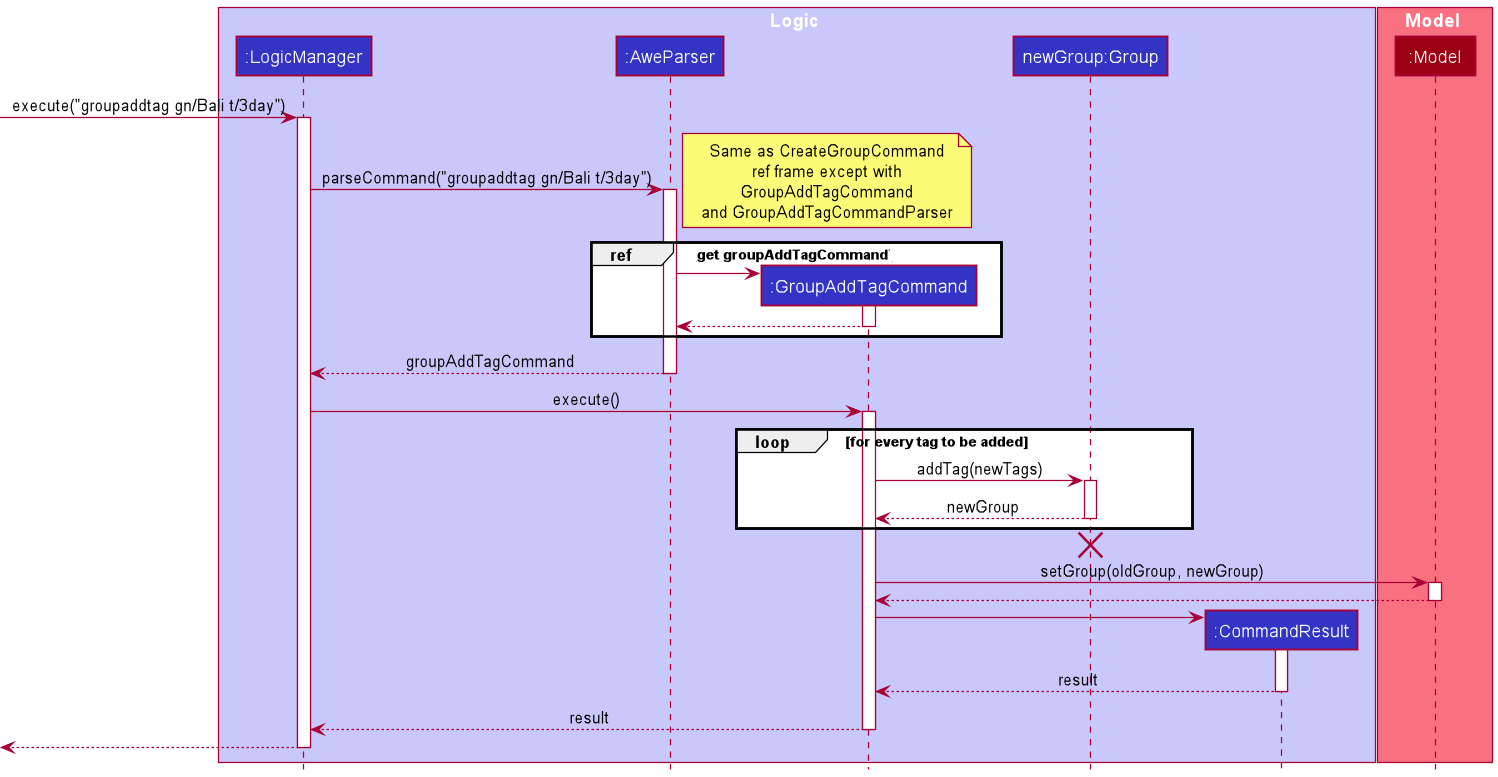 Logic
Model
:LogicManager
:AweParser
newGroup:Group
:Model
execute("groupaddtag gn/Bali t/3day")
Same as CreateGroupCommand
ref frame except with
GroupAddTagCommand
and GroupAddTagCommandParser
parseCommand("groupaddtag gn/Bali t/3day")
ref
get groupAddTagCommand
:GroupAddTagCommand
groupAddTagCommand
execute()
loop
[for every tag to be added]
addTag(newTags)
newGroup
setGroup(oldGroup, newGroup)
:CommandResult
result
result